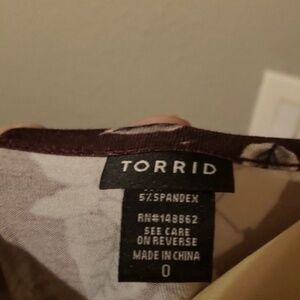 TORRID
5%SPANDEX
RN#148862
SEE CARE
ON REVERSE
MADE IN CHINA
0